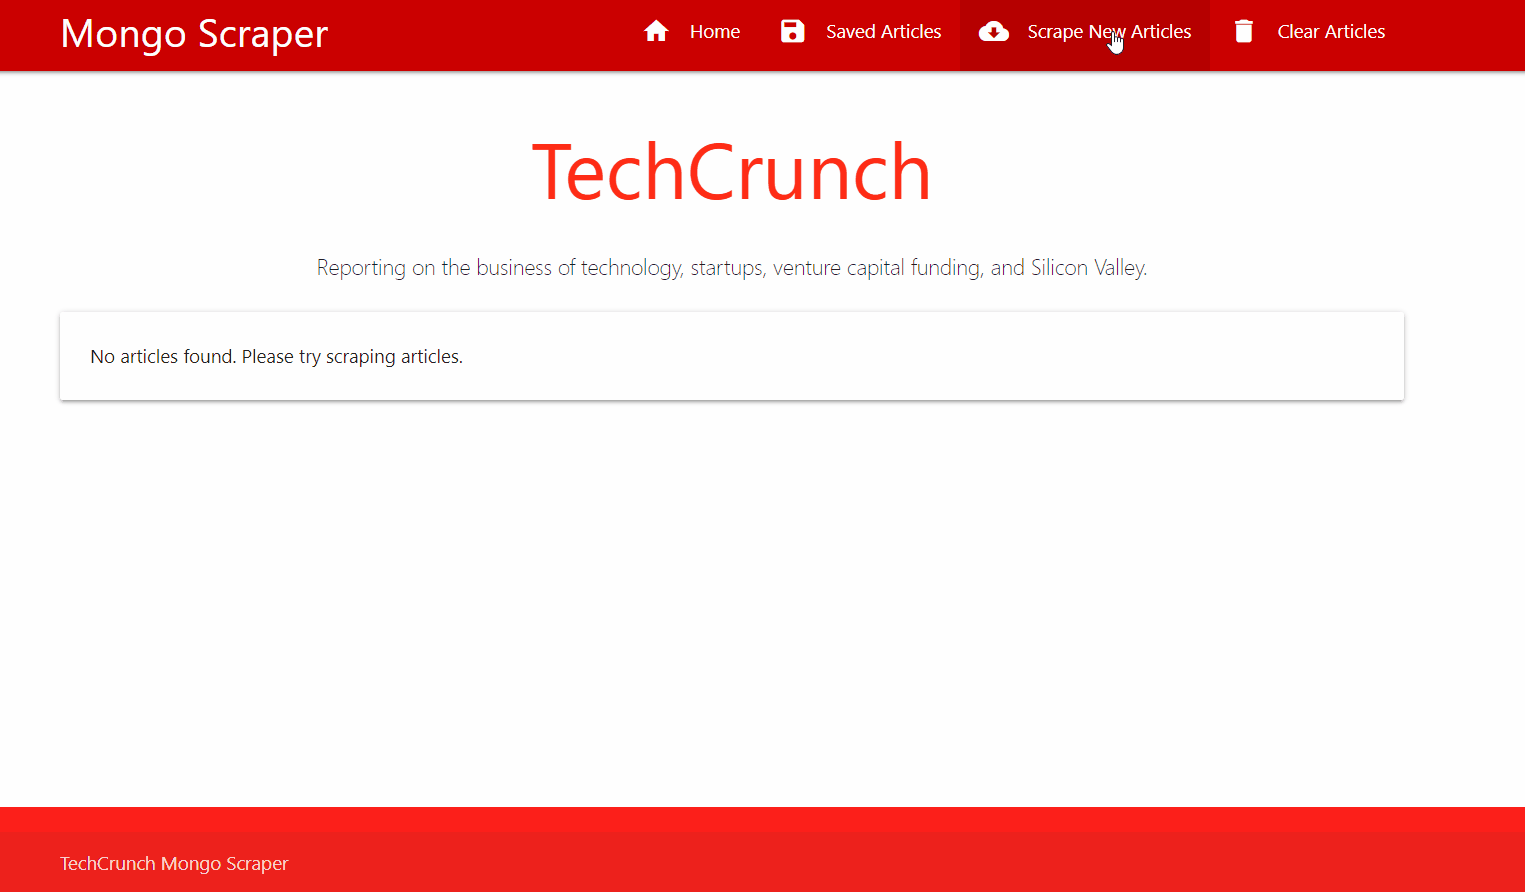 Mongo Scraper
Home
Saved Articles
Scrape New Articles
Clear Articles
TechCrunch
Reporting on the business of technology, startups, venture capital funding, and Silicon Valley.
No articles found. Please try scraping articles.
TechCrunch Mongo Scraper